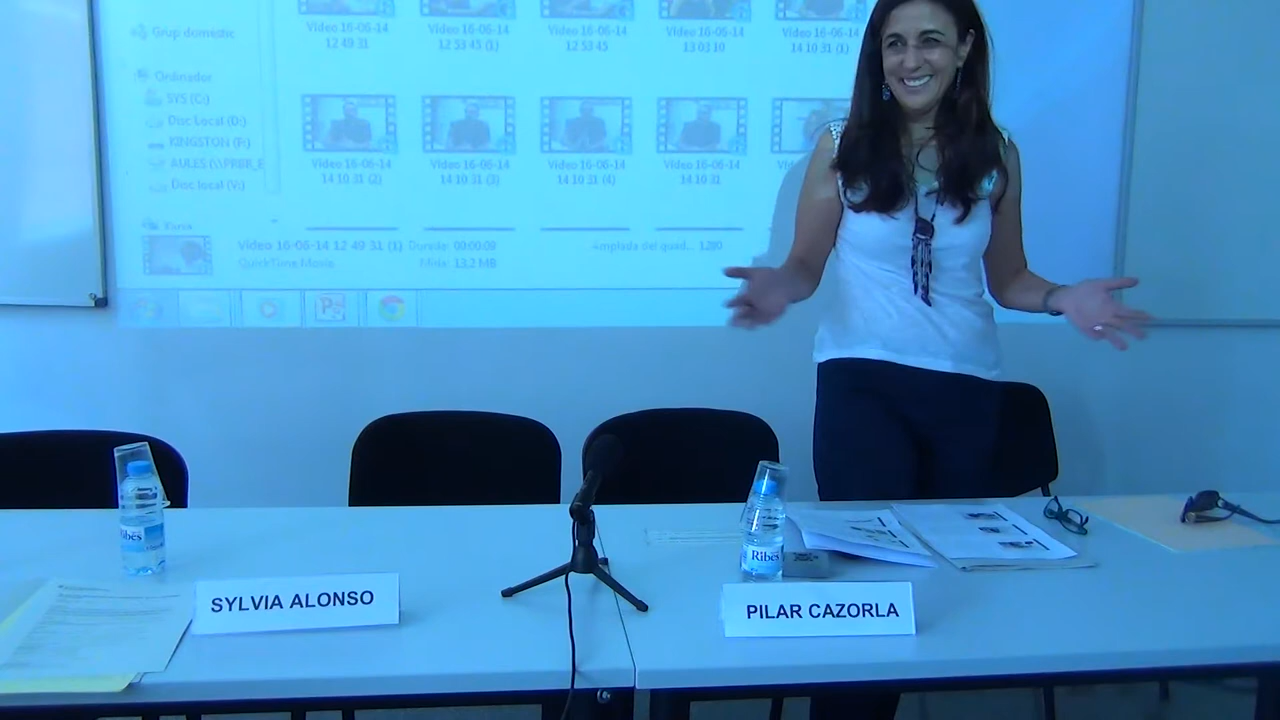 Grup domèstic
Ordinador
SYS (C:)
Disc Local (D:)
KINGSTON (F:)
AULES (\\PRBB_E
Disc local (V:)
Xarxa
Vídeo 16-06-14
12 49 31
Vídeo 16-06-14
12 53 45 (1)
Vídeo 16-06-14
12 53 45
Vídeo 16-06-14
13 03 10
Vídeo 16-06-14
14 10 31 (1)
Vídeo 16-06-14
14 10 31 (2)
Vídeo 16-06-14
14 10 31 (3)
Vídeo 16-06-14
14 10 31 (4)
Vídeo 16-06-14
14 10 31
Vídeo 16-06-14 12 49 31 (1) Durada: 00:00:09 Amplada del quad... 1280
QuickTime Movie Mida: 13,2 MB
Ribes
Ribes
SYLVIA ALONSO
PILAR CAZORLA